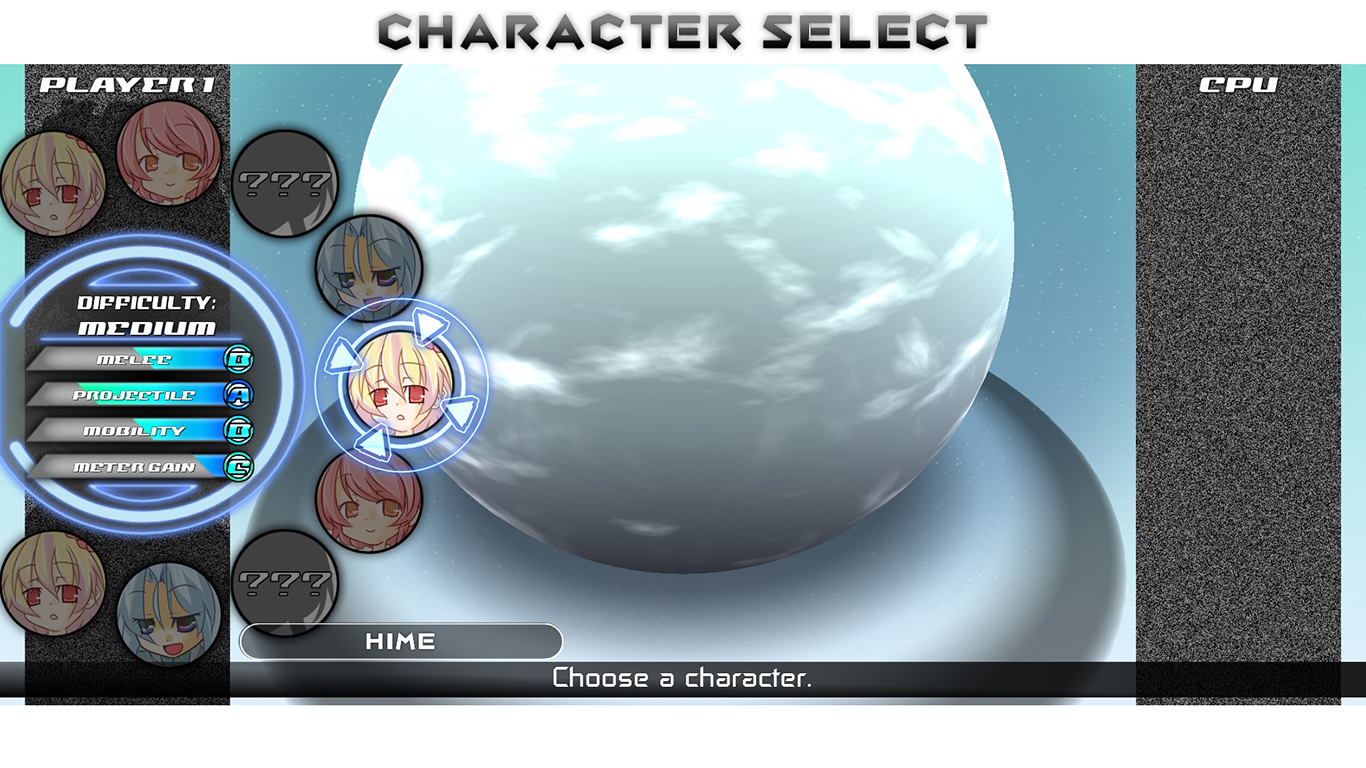 CHARACTER SELECT
PLAYER 1
CPU
???
DIFFICULTY:
MEDIUM
MELEE B
PROJECTILE A
MOBILITY B
METER GAIN C
???
HIME
Choose a character.